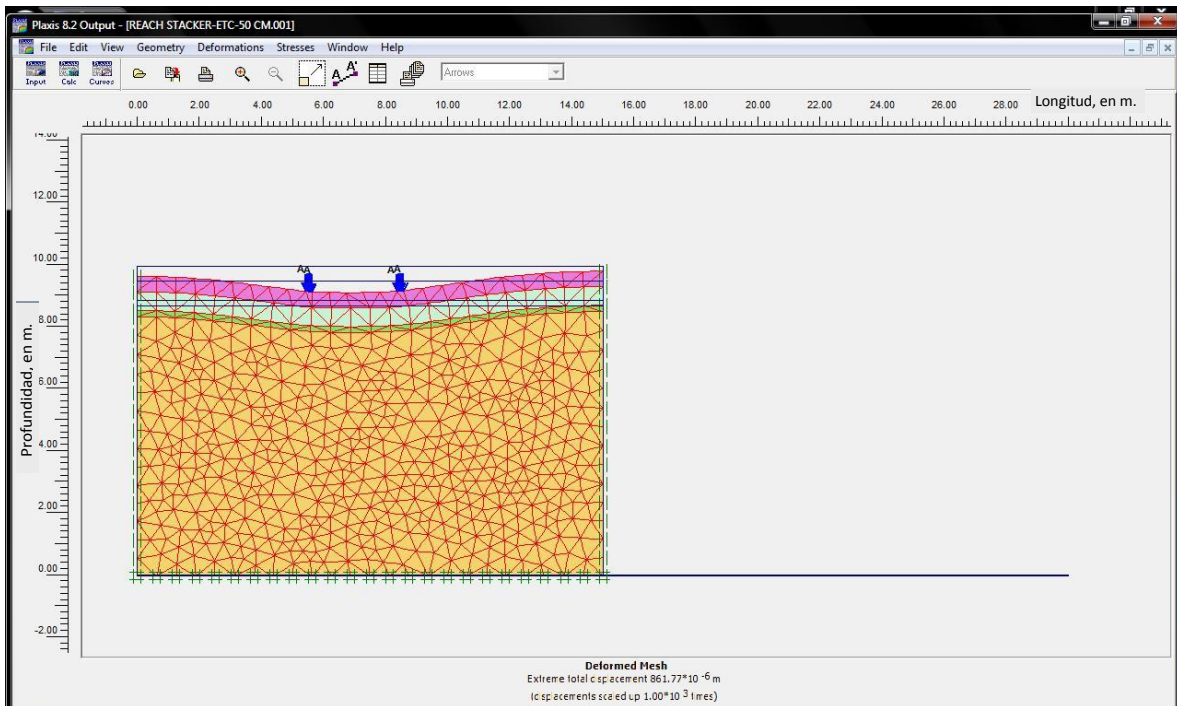 Plaxis 8.2 Output - [REACH STACKER-ETC-50 CM.001]
File Edit View Geometry Deformations Stresses Window Help
Input Calc Curves Arrows
0.00 2.00 4.00 6.00 8.00 10.00 12.00 14.00 16.00 18.00 20.00 22.00 24.00 26.00 28.00 Longitud, en m.
14.00
12.00
10.00
8.00
6.00
4.00
2.00
0.00
-2.00
Profundidad, en m.
AA AA
Deformed Mesh
Extreme total displacement 861.77*10 -6 m
(displacements scaled up 1.00*10 3 times)